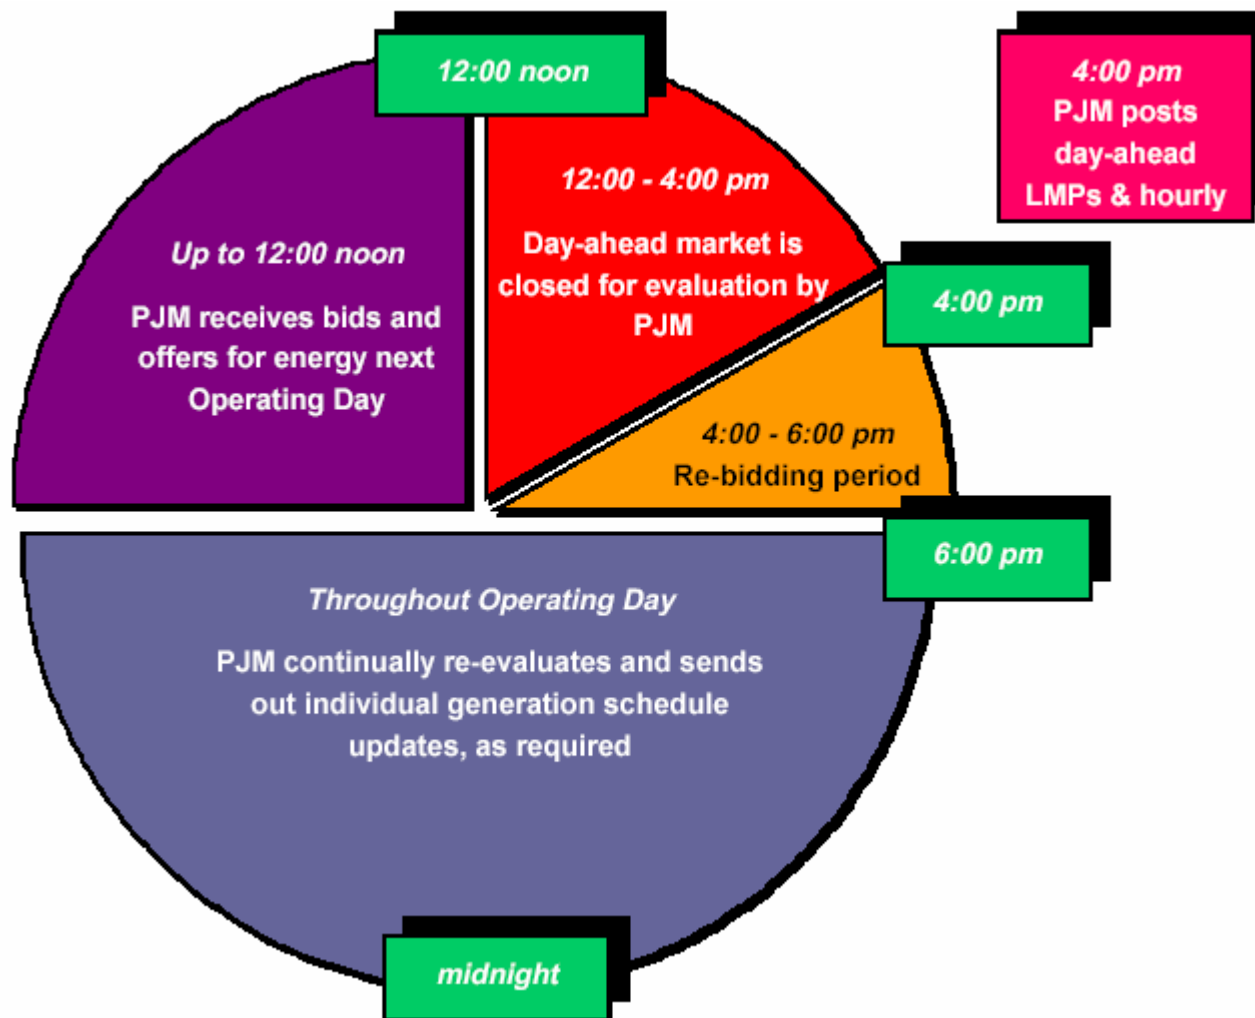 12:00 noon
4:00 pm
PJM posts
day-ahead
LMPs & hourly
12:00 - 4:00 pm
Day-ahead market is
closed for evaluation by
PJM
Up to 12:00 noon
PJM receives bids and
offers for energy next
Operating Day
4:00 pm
4:00 - 6:00 pm
Re-bidding period
6:00 pm
Throughout Operating Day
PJM continually re-evaluates and sends
out individual generation schedule
updates, as required
midnight